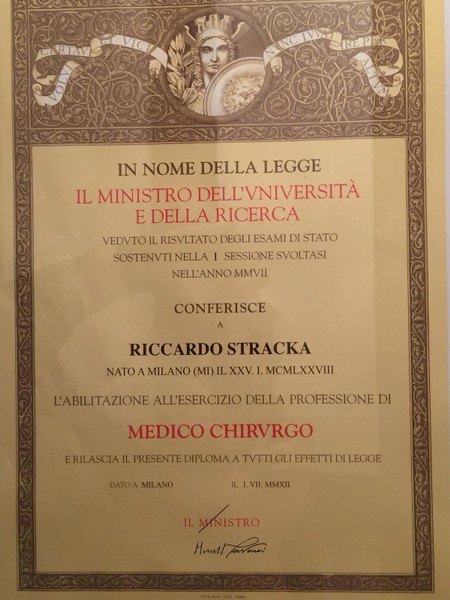 IN NOME DELLA LEGGE
IL MINISTRO DELL'VNIVERSITÀ
E DELLA RICERCA
VEDVTO IL RISVLTATO DEGLI ESAMI DI STATO
SOSTENVTI NELLA I SESSIONE SVOLTASI
NELL'ANNO MMVII
CONFERISCE
A
RICCARDO STRACKA
NATO A MILANO (MI) IL XXV. I. MCMLXXVIII
L'ABILITAZIONE ALL'ESERCIZIO DELLA PROFESSIONE DI
MEDICO CHIRVRGO
E RILASCIA IL PRESENTE DIPLOMA A TVTTI GLI EFFETTI DI LEGGE
DATO A MILANO IL I. VII. MMXII
IL MINISTRO